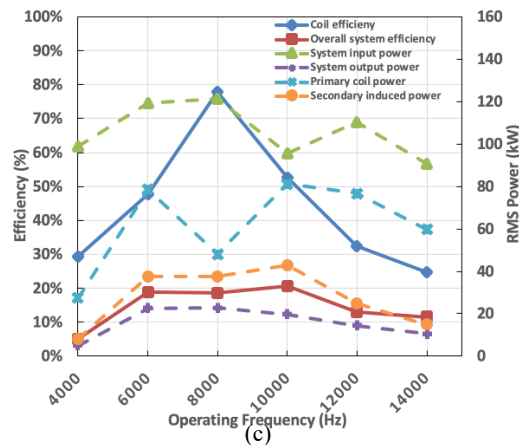 100%
90%
80%
70%
60%
50%
40%
30%
20%
10%
0%
Efficiency (%)
Coil efficieny
Overall system efficiency
System input power
System output power
Primary coil power
Secondary induced power
160
140
120
100
80
60
40
20
0
RMS Power (kW)
4000
6000
8000
10000
12000
14000
Operating Frequency (Hz)
(c)